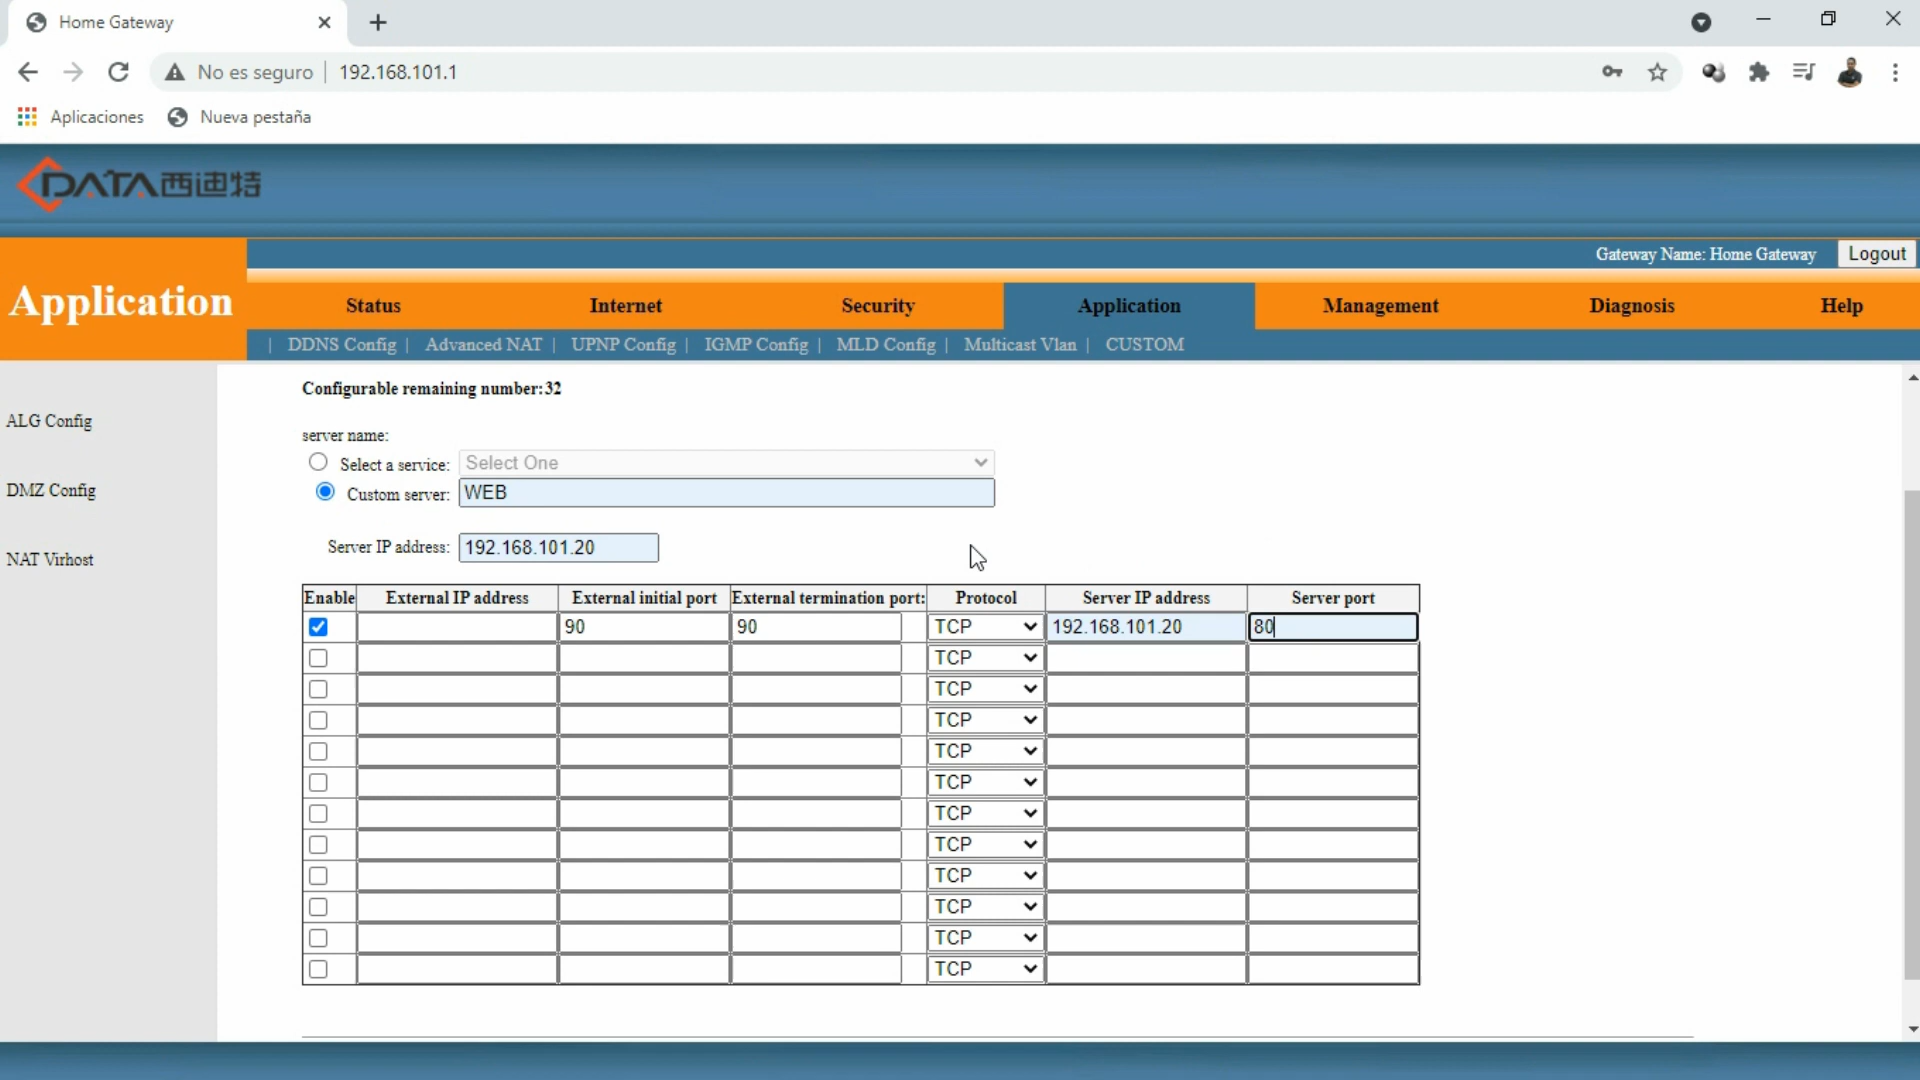 Home Gateway
No es seguro | 192.168.101.1
Aplicaciones Nueva pestaña
DATA西迪特
Gateway Name: Home Gateway Logout
Application
Status Internet Security Application Management Diagnosis Help
| DDNS Config | Advanced NAT | UPNP Config | IGMP Config | MLD Config | Multicast Vlan | CUSTOM
ALG Config
DMZ Config
NAT Virhost
Configurable remaining number:32
server name:
Select a service: Select One
Custom server: WEB
Server IP address: 192.168.101.20
Enable External IP address External initial port External termination port: Protocol Server IP address Server port
90 90 TCP 192.168.101.20 80
TCP
TCP
TCP
TCP
TCP
TCP
TCP
TCP
TCP
TCP
TCP